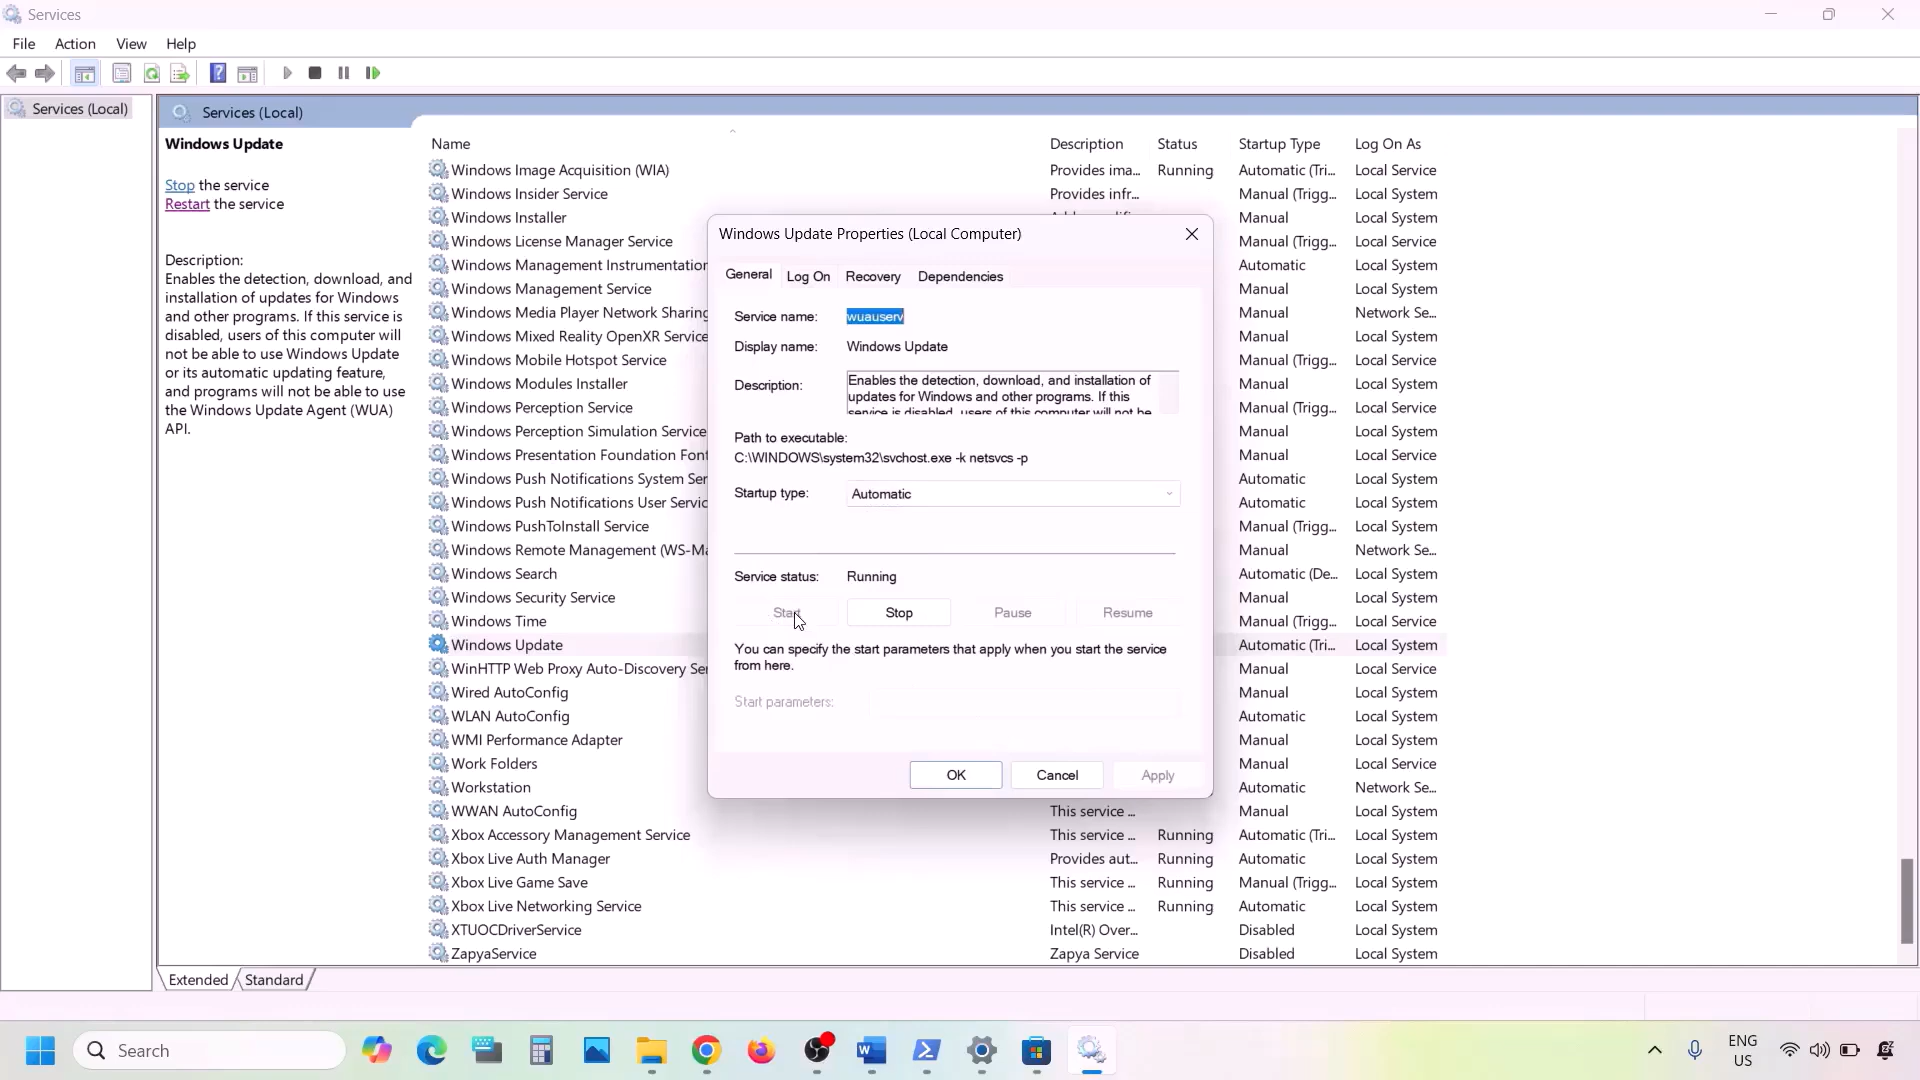 Services
File Action View Help
Services (Local)
Services (Local)
Windows Update
Stop the service
Restart the service
Description:
Enables the detection, download, and
installation of updates for Windows
and other programs. If this service is
disabled, users of this computer will
not be able to use Windows Update
or its automatic updating feature,
and programs will not be able to use
the Windows Update Agent (WUA)
API.
Name Description Status Startup Type Log On As
Windows Image Acquisition (WIA) Provides ima... Running Automatic (Tri... Local Service
Windows Insider Service Provides infr... Manual (Trigg... Local System
Windows Installer Manual Local System
Windows License Manager Service Manual (Trigg... Local Service
Windows Management Instrumentation Automatic Local System
Windows Management Service Manual Local System
Windows Media Player Network Sharing Manual Network Se...
Windows Mixed Reality OpenXR Service Manual Local System
Windows Mobile Hotspot Service Manual (Trigg... Local Service
Windows Modules Installer Manual Local System
Windows Perception Service Manual (Trigg... Local Service
Windows Perception Simulation Service Manual Local System
Windows Presentation Foundation Font Manual Local Service
Windows Push Notifications System Ser Automatic Local System
Windows Push Notifications User Servic Automatic Local System
Windows PushToInstall Service Manual (Trigg... Local System
Windows Remote Management (WS-Ma Manual Network Se...
Windows Search Automatic (De... Local System
Windows Security Service Manual Local System
Windows Time Manual (Trigg... Local Service
Windows Update Automatic (Tri... Local System
WinHTTP Web Proxy Auto-Discovery Ser Manual Local Service
Wired AutoConfig Manual Local System
WLAN AutoConfig Automatic Local System
WMI Performance Adapter Manual Local System
Work Folders Manual Local Service
Workstation Automatic Network Se...
WWAN AutoConfig This service ... Manual Local System
Xbox Accessory Management Service This service ... Running Automatic (Tri... Local System
Xbox Live Auth Manager Provides aut... Running Automatic Local System
Xbox Live Game Save This service ... Running Manual (Trigg... Local System
Xbox Live Networking Service This service ... Running Automatic Local System
XTUOCDriverService Intel(R) Over... Disabled Local System
ZapyaService Zapya Service Disabled Local System
Windows Update Properties (Local Computer)
General Log On Recovery Dependencies
Service name: wuauserv
Display name: Windows Update
Description: Enables the detection, download, and installation of
updates for Windows and other programs. If this
service is disabled, users of this computer will not be
Path to executable:
C:\WINDOWS\system32\svchost.exe -k netsvcs -p
Startup type: Automatic
Service status: Running
Start Stop Pause Resume
You can specify the start parameters that apply when you start the service
from here.
Start parameters:
OK Cancel Apply
Extended Standard
Search
ENG
US